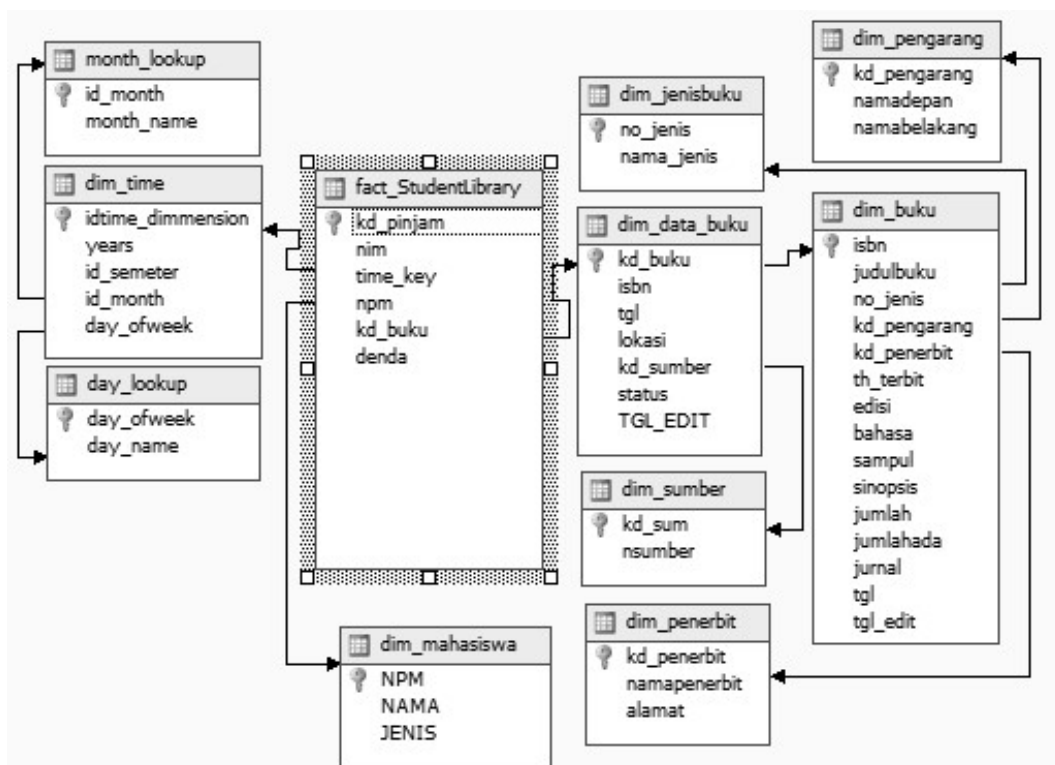 month_lookup
id_month
month_name
dim_time
idtime_dimmension
years
id_semeter
id_month
day_ofweek
day_lookup
day_ofweek
day_name
fact_StudentLibrary
kd_pinjam
nim
time_key
npm
kd_buku
denda
dim_mahasiswa
NPM
NAMA
JENIS
dim_jenisbuku
no_jenis
nama_jenis
dim_data_buku
kd_buku
isbn
tgl
lokasi
kd_sumber
status
TGL_EDIT
dim_sumber
kd_sum
nsumber
dim_penerbit
kd_penerbit
namapenerbit
alamat
dim_pengarang
kd_pengarang
namadepan
namabelakang
dim_buku
isbn
judulbuku
no_jenis
kd_pengarang
kd_penerbit
th_terbit
edisi
bahasa
sampul
sinopsis
jumlah
jumlahada
jurnal
tgl
tgl_edit